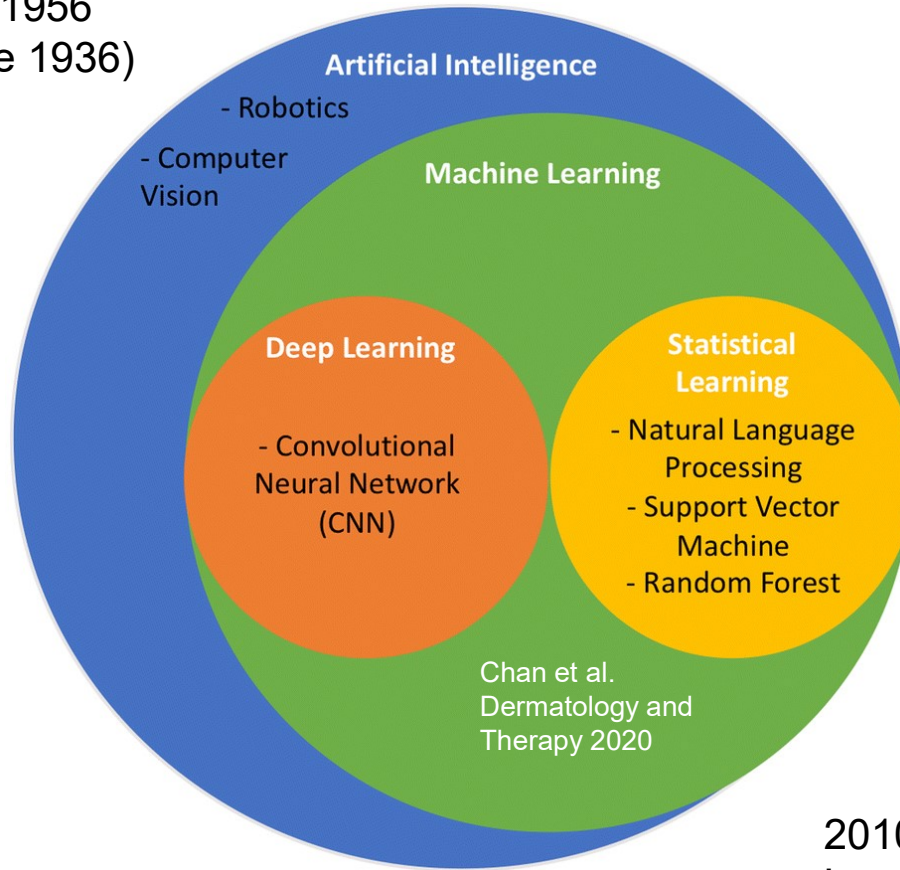 1956
e 1936)
Artificial Intelligence
- Robotics
- Computer
Vision
Machine Learning
Deep Learning
- Convolutional
Neural Network
(CNN)
Statistical
Learning
- Natural Language
Processing
- Support Vector
Machine
- Random Forest
Chan et al.
Dermatology and
Therapy 2020
2010